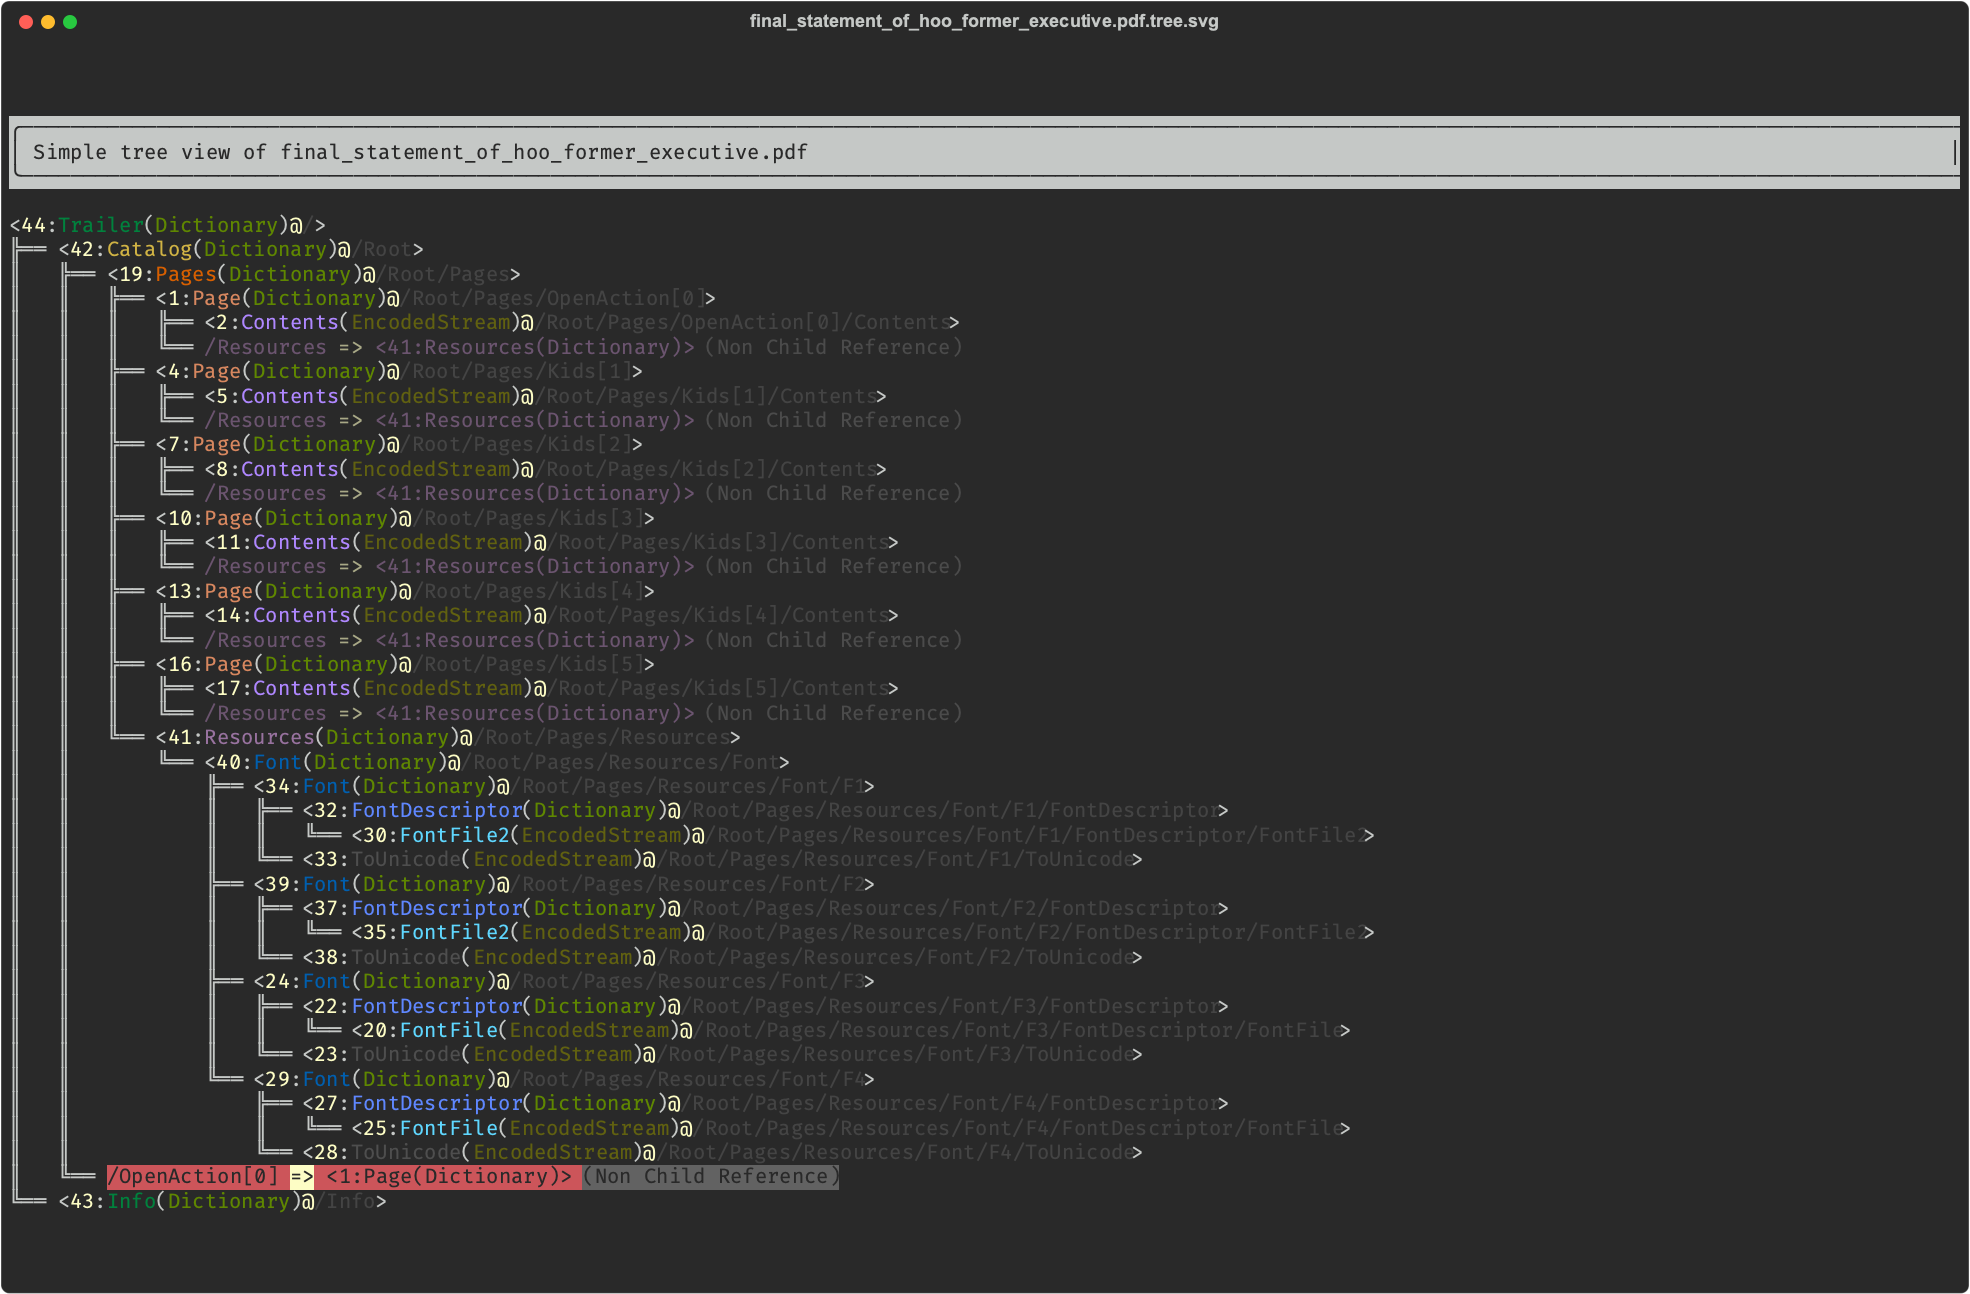 final_statement_of_hoo_former_executive.pdf.tree.svg
Simple tree view of final_statement_of_hoo_former_executive.pdf
<44:Trailer(Dictionary)@/>
<42:Catalog(Dictionary)@/Root>
<19:Pages(Dictionary)@/Root/Pages>
<1:Page(Dictionary)@/Root/Pages/OpenAction[0]>
<2:Contents(EncodedStream)@/Root/Pages/OpenAction[0]/Contents>
/Resources => <41:Resources(Dictionary)> (Non Child Reference)
<4:Page(Dictionary)@/Root/Pages/Kids[1]>
<5:Contents(EncodedStream)@/Root/Pages/Kids[1]/Contents>
/Resources => <41:Resources(Dictionary)> (Non Child Reference)
<7:Page(Dictionary)@/Root/Pages/Kids[2]>
<8:Contents(EncodedStream)@/Root/Pages/Kids[2]/Contents>
/Resources => <41:Resources(Dictionary)> (Non Child Reference)
<10:Page(Dictionary)@/Root/Pages/Kids[3]>
<11:Contents(EncodedStream)@/Root/Pages/Kids[3]/Contents>
/Resources => <41:Resources(Dictionary)> (Non Child Reference)
<13:Page(Dictionary)@/Root/Pages/Kids[4]>
<14:Contents(EncodedStream)@/Root/Pages/Kids[4]/Contents>
/Resources => <41:Resources(Dictionary)> (Non Child Reference)
<16:Page(Dictionary)@/Root/Pages/Kids[5]>
<17:Contents(EncodedStream)@/Root/Pages/Kids[5]/Contents>
/Resources => <41:Resources(Dictionary)> (Non Child Reference)
<41:Resources(Dictionary)@/Root/Pages/Resources>
<40:Font(Dictionary)@/Root/Pages/Resources/Font>
<34:Font(Dictionary)@/Root/Pages/Resources/Font/F1>
<32:FontDescriptor(Dictionary)@/Root/Pages/Resources/Font/F1/FontDescriptor>
<30:FontFile2(EncodedStream)@/Root/Pages/Resources/Font/F1/FontDescriptor/FontFile2>
<33:ToUnicode(EncodedStream)@/Root/Pages/Resources/Font/F1/ToUnicode>
<39:Font(Dictionary)@/Root/Pages/Resources/Font/F2>
<37:FontDescriptor(Dictionary)@/Root/Pages/Resources/Font/F2/FontDescriptor>
<35:FontFile2(EncodedStream)@/Root/Pages/Resources/Font/F2/FontDescriptor/FontFile2>
<38:ToUnicode(EncodedStream)@/Root/Pages/Resources/Font/F2/ToUnicode>
<24:Font(Dictionary)@/Root/Pages/Resources/Font/F3>
<22:FontDescriptor(Dictionary)@/Root/Pages/Resources/Font/F3/FontDescriptor>
<20:FontFile(EncodedStream)@/Root/Pages/Resources/Font/F3/FontDescriptor/FontFile>
<23:ToUnicode(EncodedStream)@/Root/Pages/Resources/Font/F3/ToUnicode>
<29:Font(Dictionary)@/Root/Pages/Resources/Font/F4>
<27:FontDescriptor(Dictionary)@/Root/Pages/Resources/Font/F4/FontDescriptor>
<25:FontFile(EncodedStream)@/Root/Pages/Resources/Font/F4/FontDescriptor/FontFile>
<28:ToUnicode(EncodedStream)@/Root/Pages/Resources/Font/F4/ToUnicode>
/OpenAction[0] => <1:Page(Dictionary)> (Non Child Reference)
<43:Info(Dictionary)@/Info>